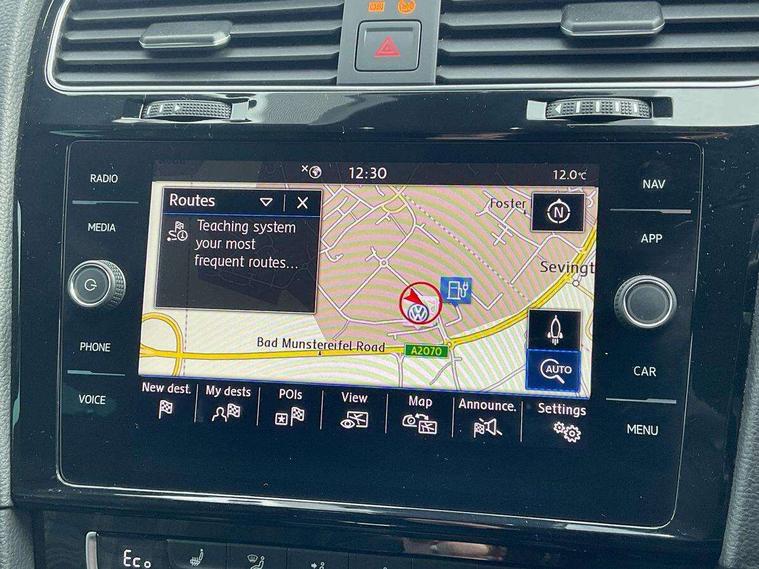 RADIO
MEDIA
PHONE
VOICE
12:30
12.0°C
Routes
Teaching system
your most
frequent routes...
N
Foster
Sevingt
Bad Munstereifel Road
A2070
AUTO
New dest.
My dests
POIs
View
Map
Announce.
Settings
NAV
APP
CAR
MENU
Eco